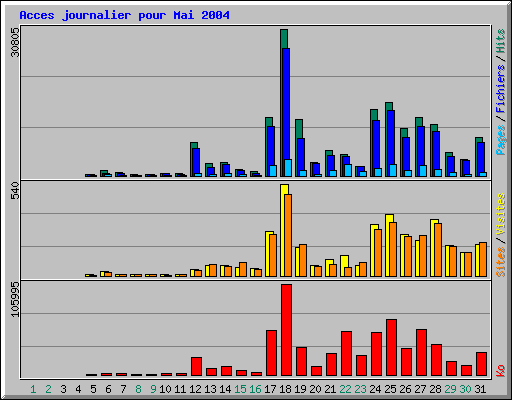 Acces journalier pour Mai 2004
30805
540
105995
Pages/Fichiers/Hits
Sites/Visites
Ko
1 2 3 4 5 6 7 8 9 10 11 12 13 14 15 16 17 18 19 20 21 22 23 24 25 26 27 28 29 30 31